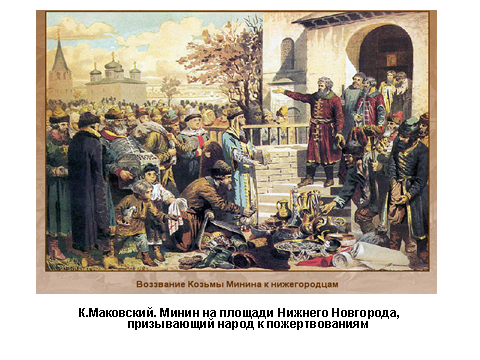 Воззвание Козьмы Минина к нижегородцам
К.Маковский. Минин на площади Нижнего Новгорода,
призывающий народ к пожертвованиям